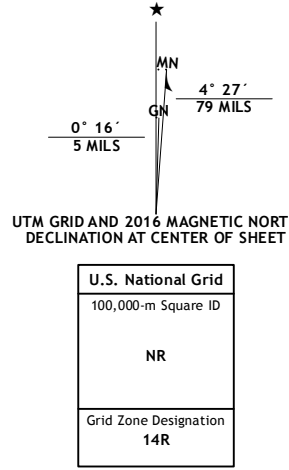 ★
MN
GN
4° 27´
79 MILS
0° 16´
5 MILS
UTM GRID AND 2016 MAGNETIC NORT
DECLINATION AT CENTER OF SHEET
U.S. National Grid
100,000-m Square ID
NR
Grid Zone Designation
14R